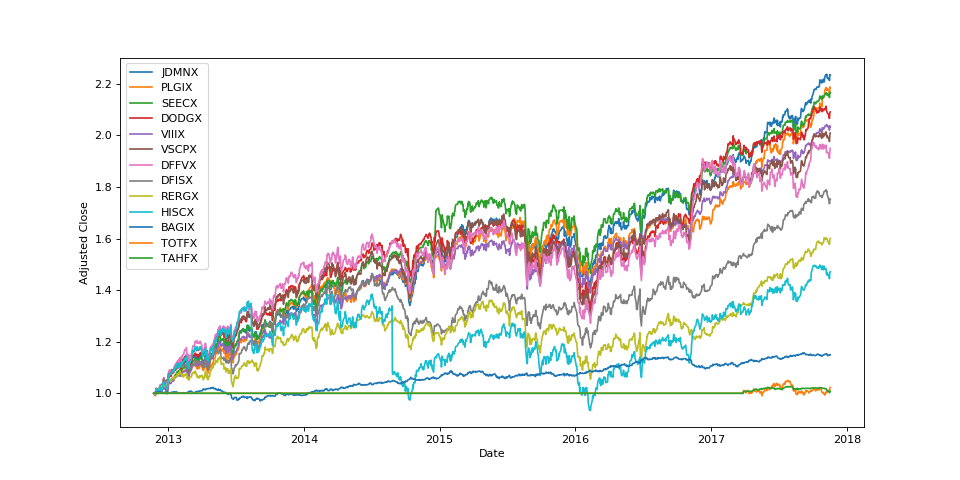 JDMNX
PLGIX
SEECX
DODGX
VIIIX
VSCPX
DFFVX
DFISX
RERGX
HISCX
BAGIX
TOTFX
TAHFX
Adjusted Close
2.2
2.0
1.8
1.6
1.4
1.2
1.0
2013 2014 2015 2016 2017 2018
Date